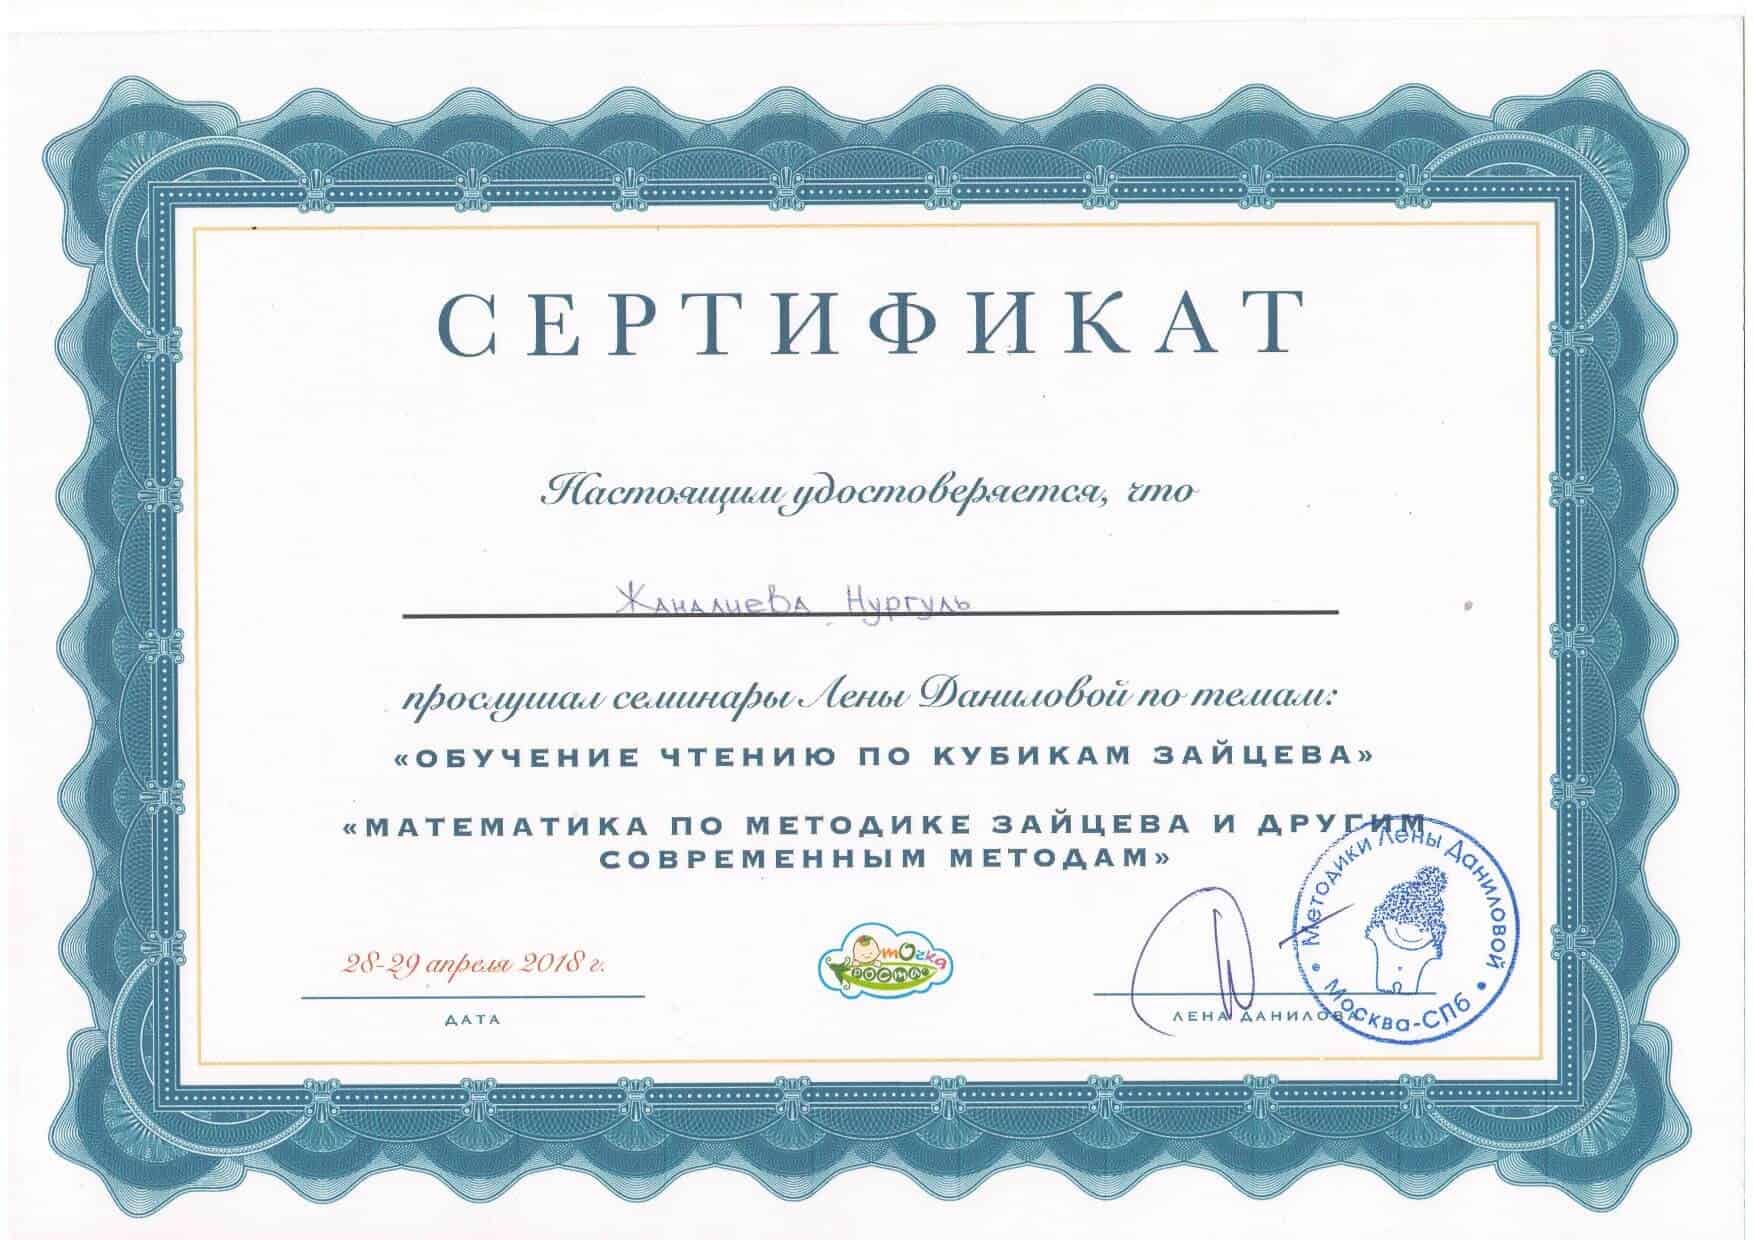 СЕРТИФИКАТ
Настоящим удостоверяется, что
Жаналиева Нургуль
прослушал семинары Лены Даниловой по темам:
«ОБУЧЕНИЕ ЧТЕНИЮ ПО КУБИКАМ ЗАЙЦЕВА»
«МАТЕМАТИКА ПО МЕТОДИКЕ ЗАЙЦЕВА И ДРУГИМ
СОВРЕМЕННЫМ МЕТОДАМ»
28-29 апреля 2018 г.
ДАТА
точка
роста
ЛЕНА ДАНИЛОВА
Методики Лены Даниловой
Москва-СПб